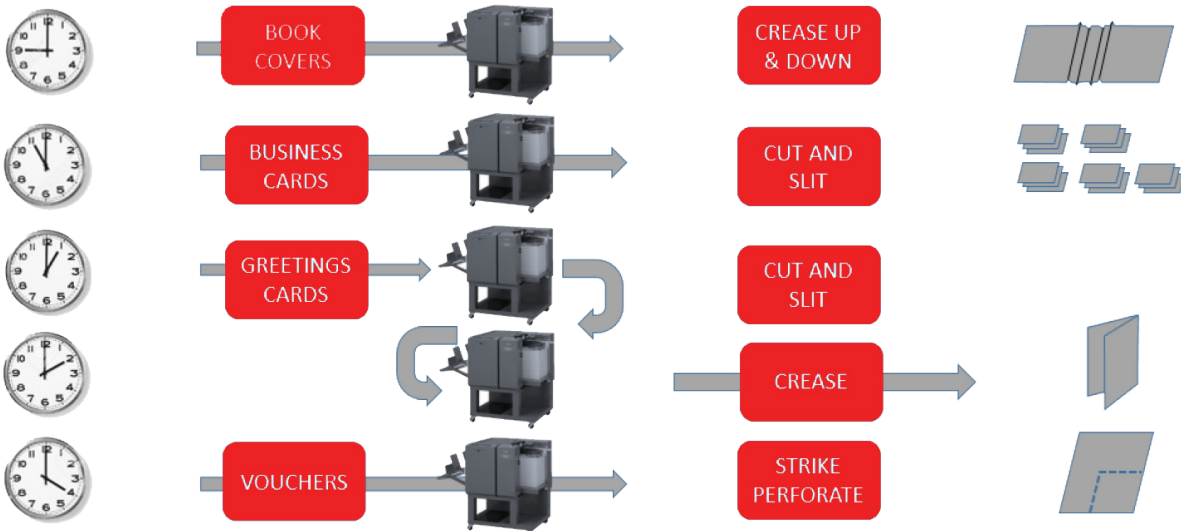 BOOK
COVERS
CREASE UP
& DOWN
BUSINESS
CARDS
CUT AND
SLIT
GREETINGS
CARDS
CUT AND
SLIT
CREASE
VOUCHERS
STRIKE
PERFORATE